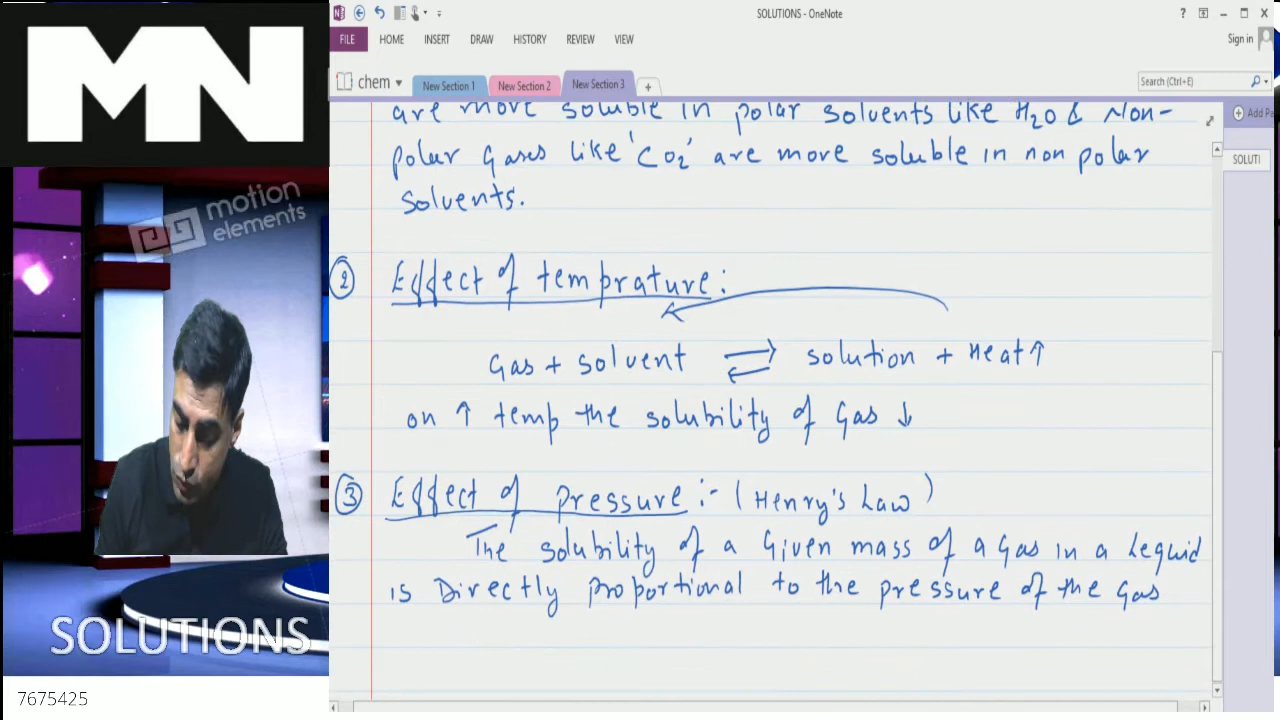 MN
SOLUTIONS - OneNote
?
Sign in
FILE HOME INSERT DRAW HISTORY REVIEW VIEW
chem New Section 1 New Section 2 New Section 3 +
Search (Ctrl+E)
Add Pa
SOLUTI
are more soluble in polar solvents like H₂O & Non-
polar Gases like 'CO₂' are more soluble in non polar
solvents.
② Effect of temprature:
Gas + solvent ⇌ solution + Heat ↑
on ↑ temp the solubility of Gas ↓
③ Effect of pressure :- (Henry's Law)
The solubility of a Given mass of a Gas in a Lequid
is Directly proportional to the pressure of the Gas
motion
elements
SOLUTIONS
7675425